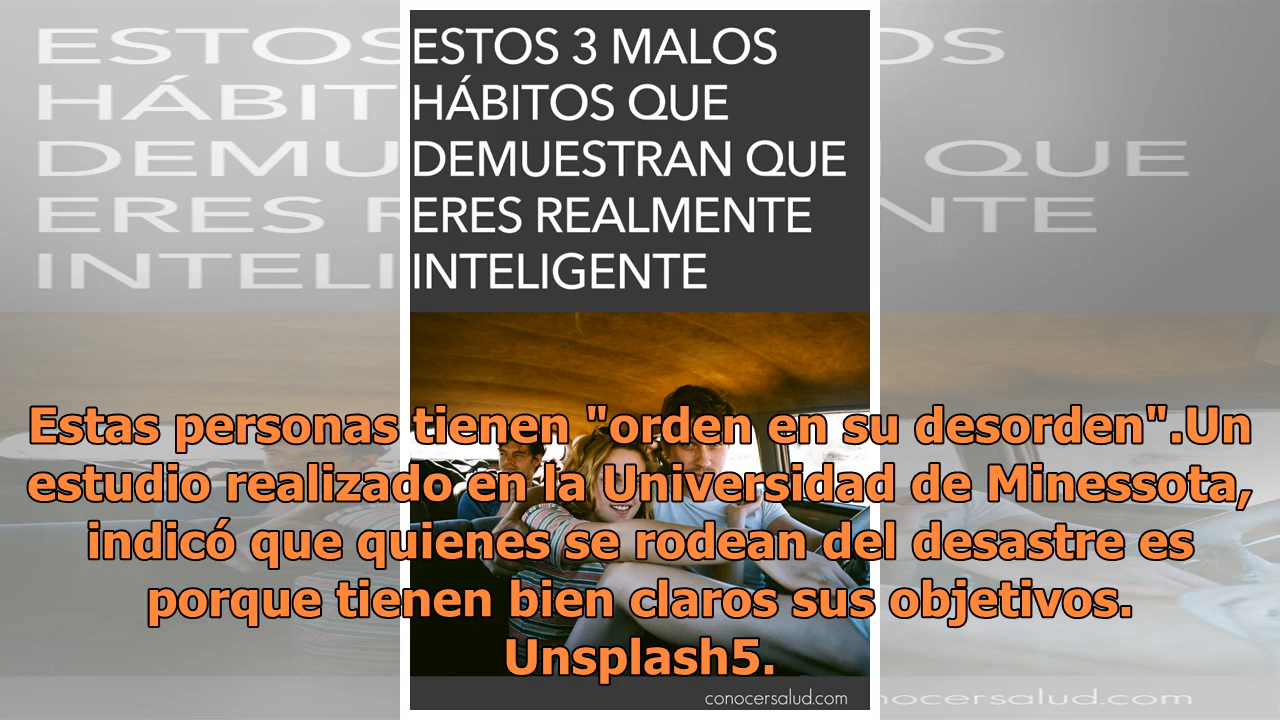 ESTOS 3 MALOS
HÁBITOS QUE
DEMUESTRAN QUE
ERES REALMENTE
INTELIGENTE
Estas personas tienen "orden en su desorden".Un
estudio realizado en la Universidad de Minessota,
indicó que quienes se rodean del desastre es
porque tienen bien claros sus objetivos.
Unsplash5.
conocersalud.com